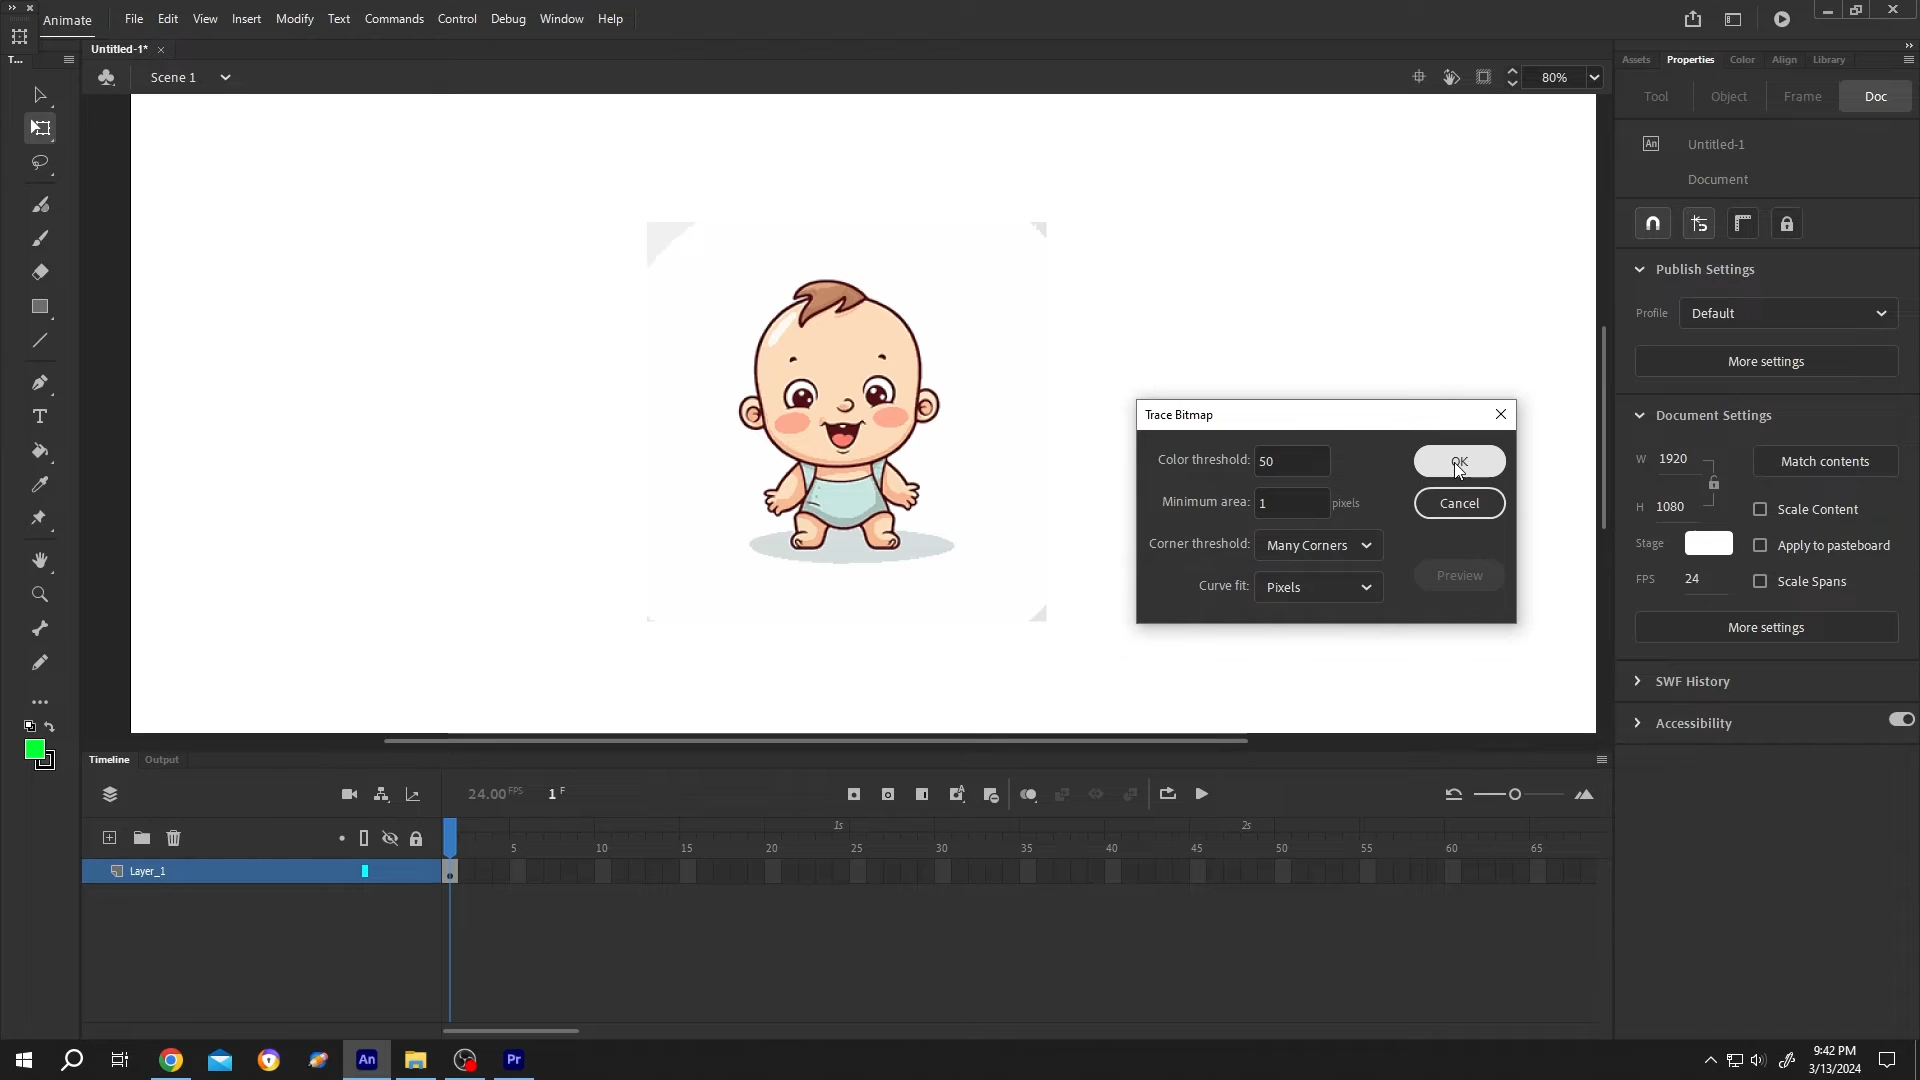 Animate
File Edit View Insert Modify Text Commands Control Debug Window Help
Untitled-1*
Scene 1
80%
T...
Assets Properties Color Align Library
Tool Object Frame Doc
An Untitled-1
Document
Publish Settings
Profile Default
More settings
Document Settings
W 1920 Match contents
H 1080 Scale Content
Stage Apply to pasteboard
FPS 24 Scale Spans
More settings
SWF History
Accessibility
Trace Bitmap
Color threshold: 50 OK
Minimum area: 1 pixels Cancel
Corner threshold: Many Corners
Preview
Curve fit: Pixels
Timeline Output
24.00 FPS 1 F
1s 2s
5 10 15 20 25 30 35 40 45 50 55 60 65
Layer_1
An Pr
9:42 PM
3/13/2024